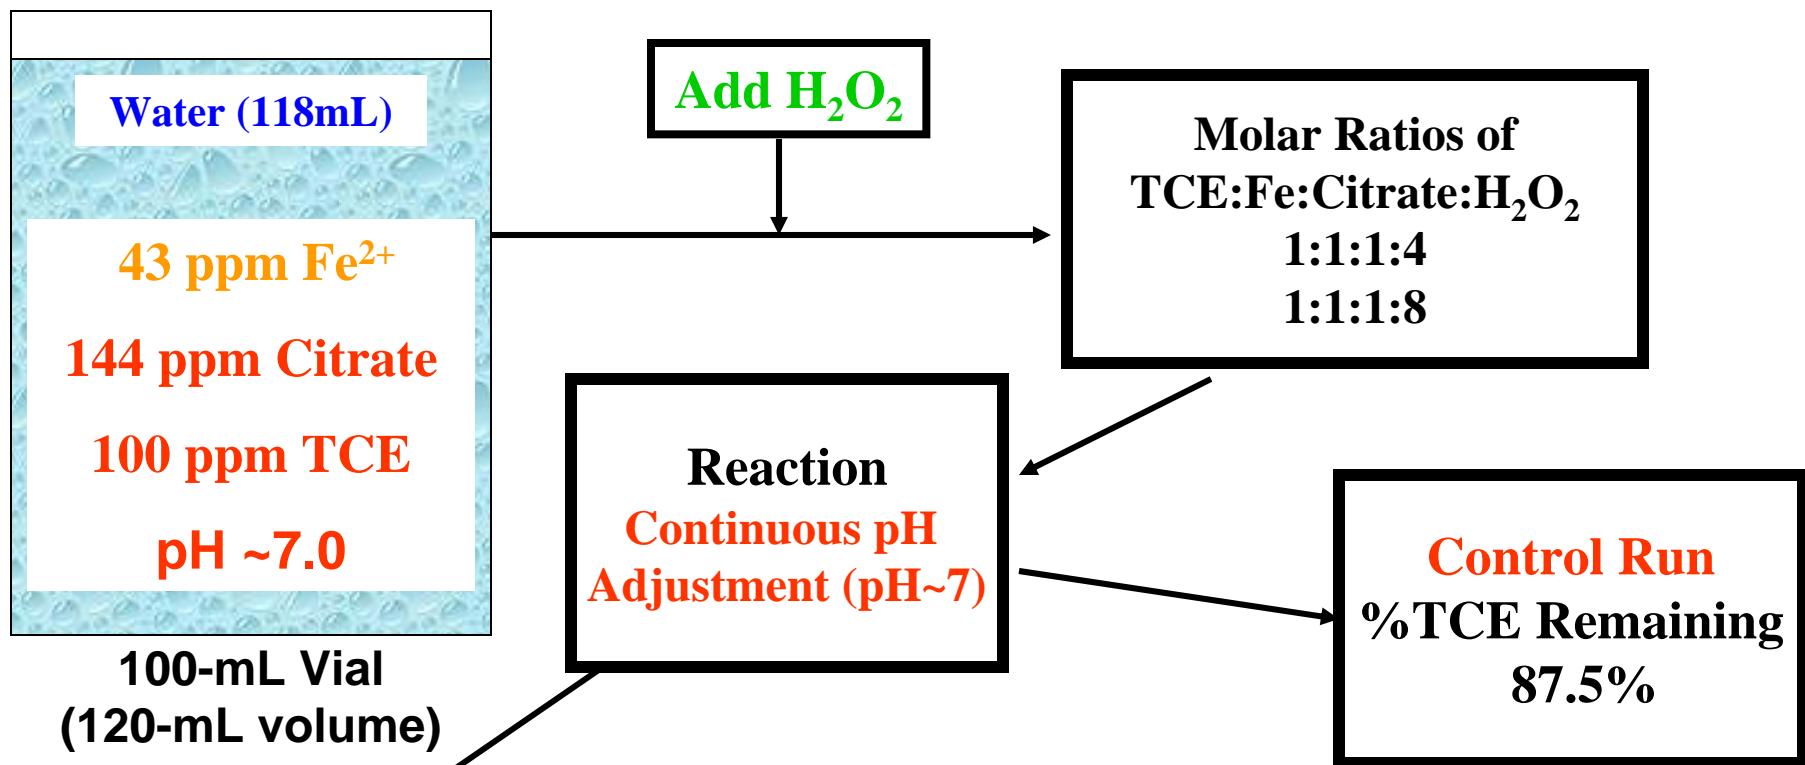 Water (118mL)
43 ppm Fe²⁺
144 ppm Citrate
100 ppm TCE
pH ~7.0
100-mL Vial
(120-mL volume)
Add H₂O₂
Molar Ratios of
TCE:Fe:Citrate:H₂O₂
1:1:1:4
1:1:1:8
Reaction
Continuous pH
Adjustment (pH~7)
Control Run
%TCE Remaining
87.5%